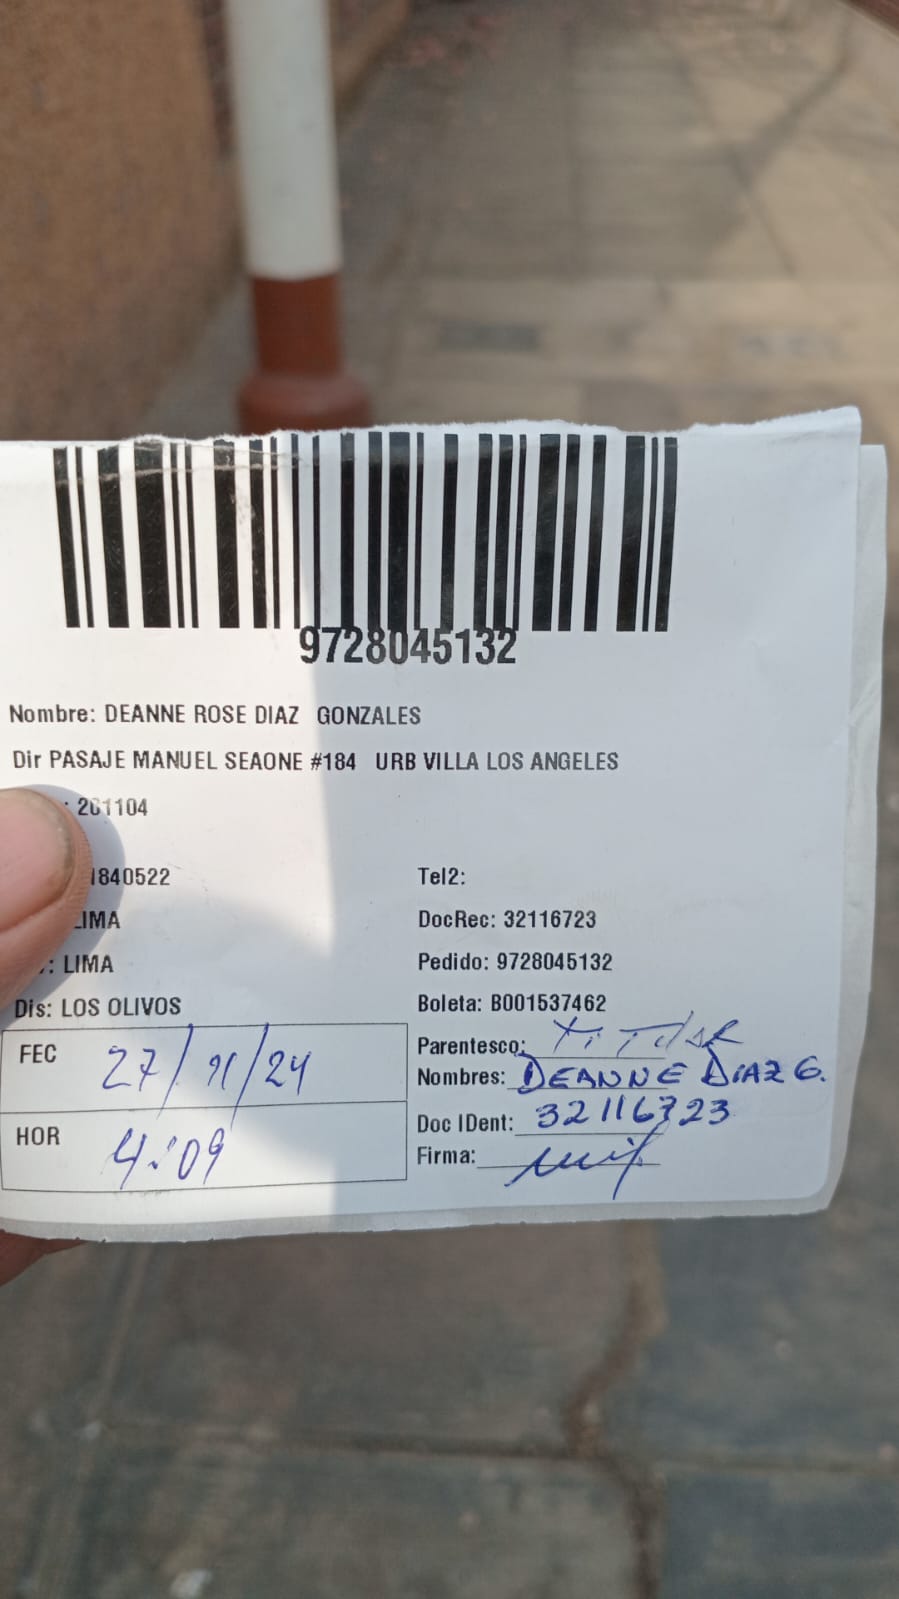 9728045132
Nombre: DEANNE ROSE DIAZ GONZALES
Dir PASAJE MANUEL SEAONE #184 URB VILLA LOS ANGELES
: 261104
1840522 Tel2:
LIMA DocRec: 32116723
: LIMA Pedido: 9728045132
Dis: LOS OLIVOS Boleta: B001537462
FEC 27/11/24 Parentesco: Titular
Nombres: DEANNE DIAZ G.
HOR 4:09 Doc IDent: 32116723
Firma: